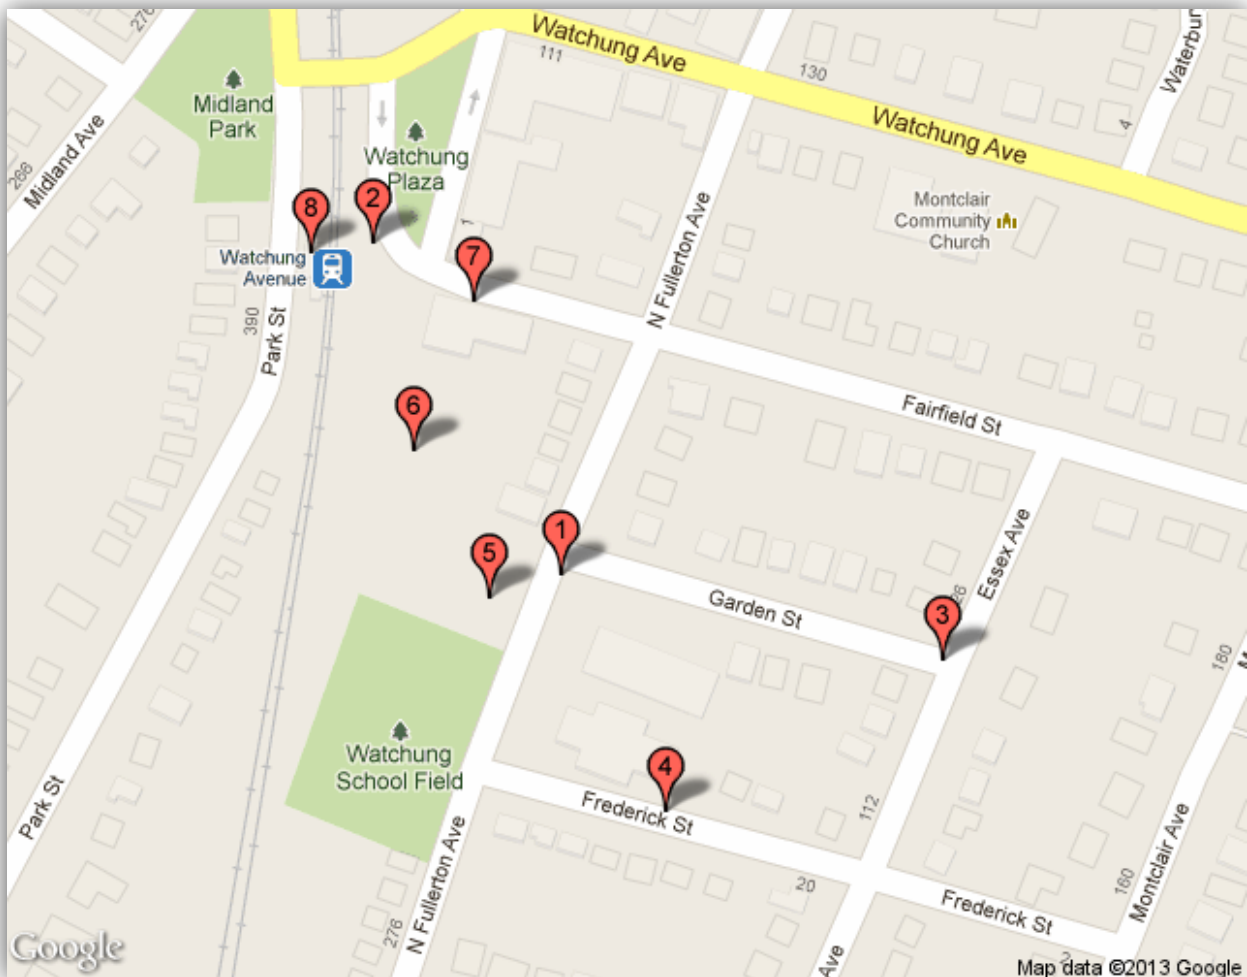 276
Watchung Ave
111
130
Waterbur
4
Midland
Park
Midland Ave
266
Watchung
Plaza
Watchung Ave
8
2
1
Montclair
Community
Church
N Fullerton Ave
Watchung
Avenue
7
390
Park St
6
Fairfield St
1
5
Essex Ave
26
Garden St
3
180
M
Watchung
School Field
4
Frederick St
112
Park St
N Fullerton Ave
20
160
Montclair Ave
Frederick St
276
2
Ave
Google
Map data ©2013 Google